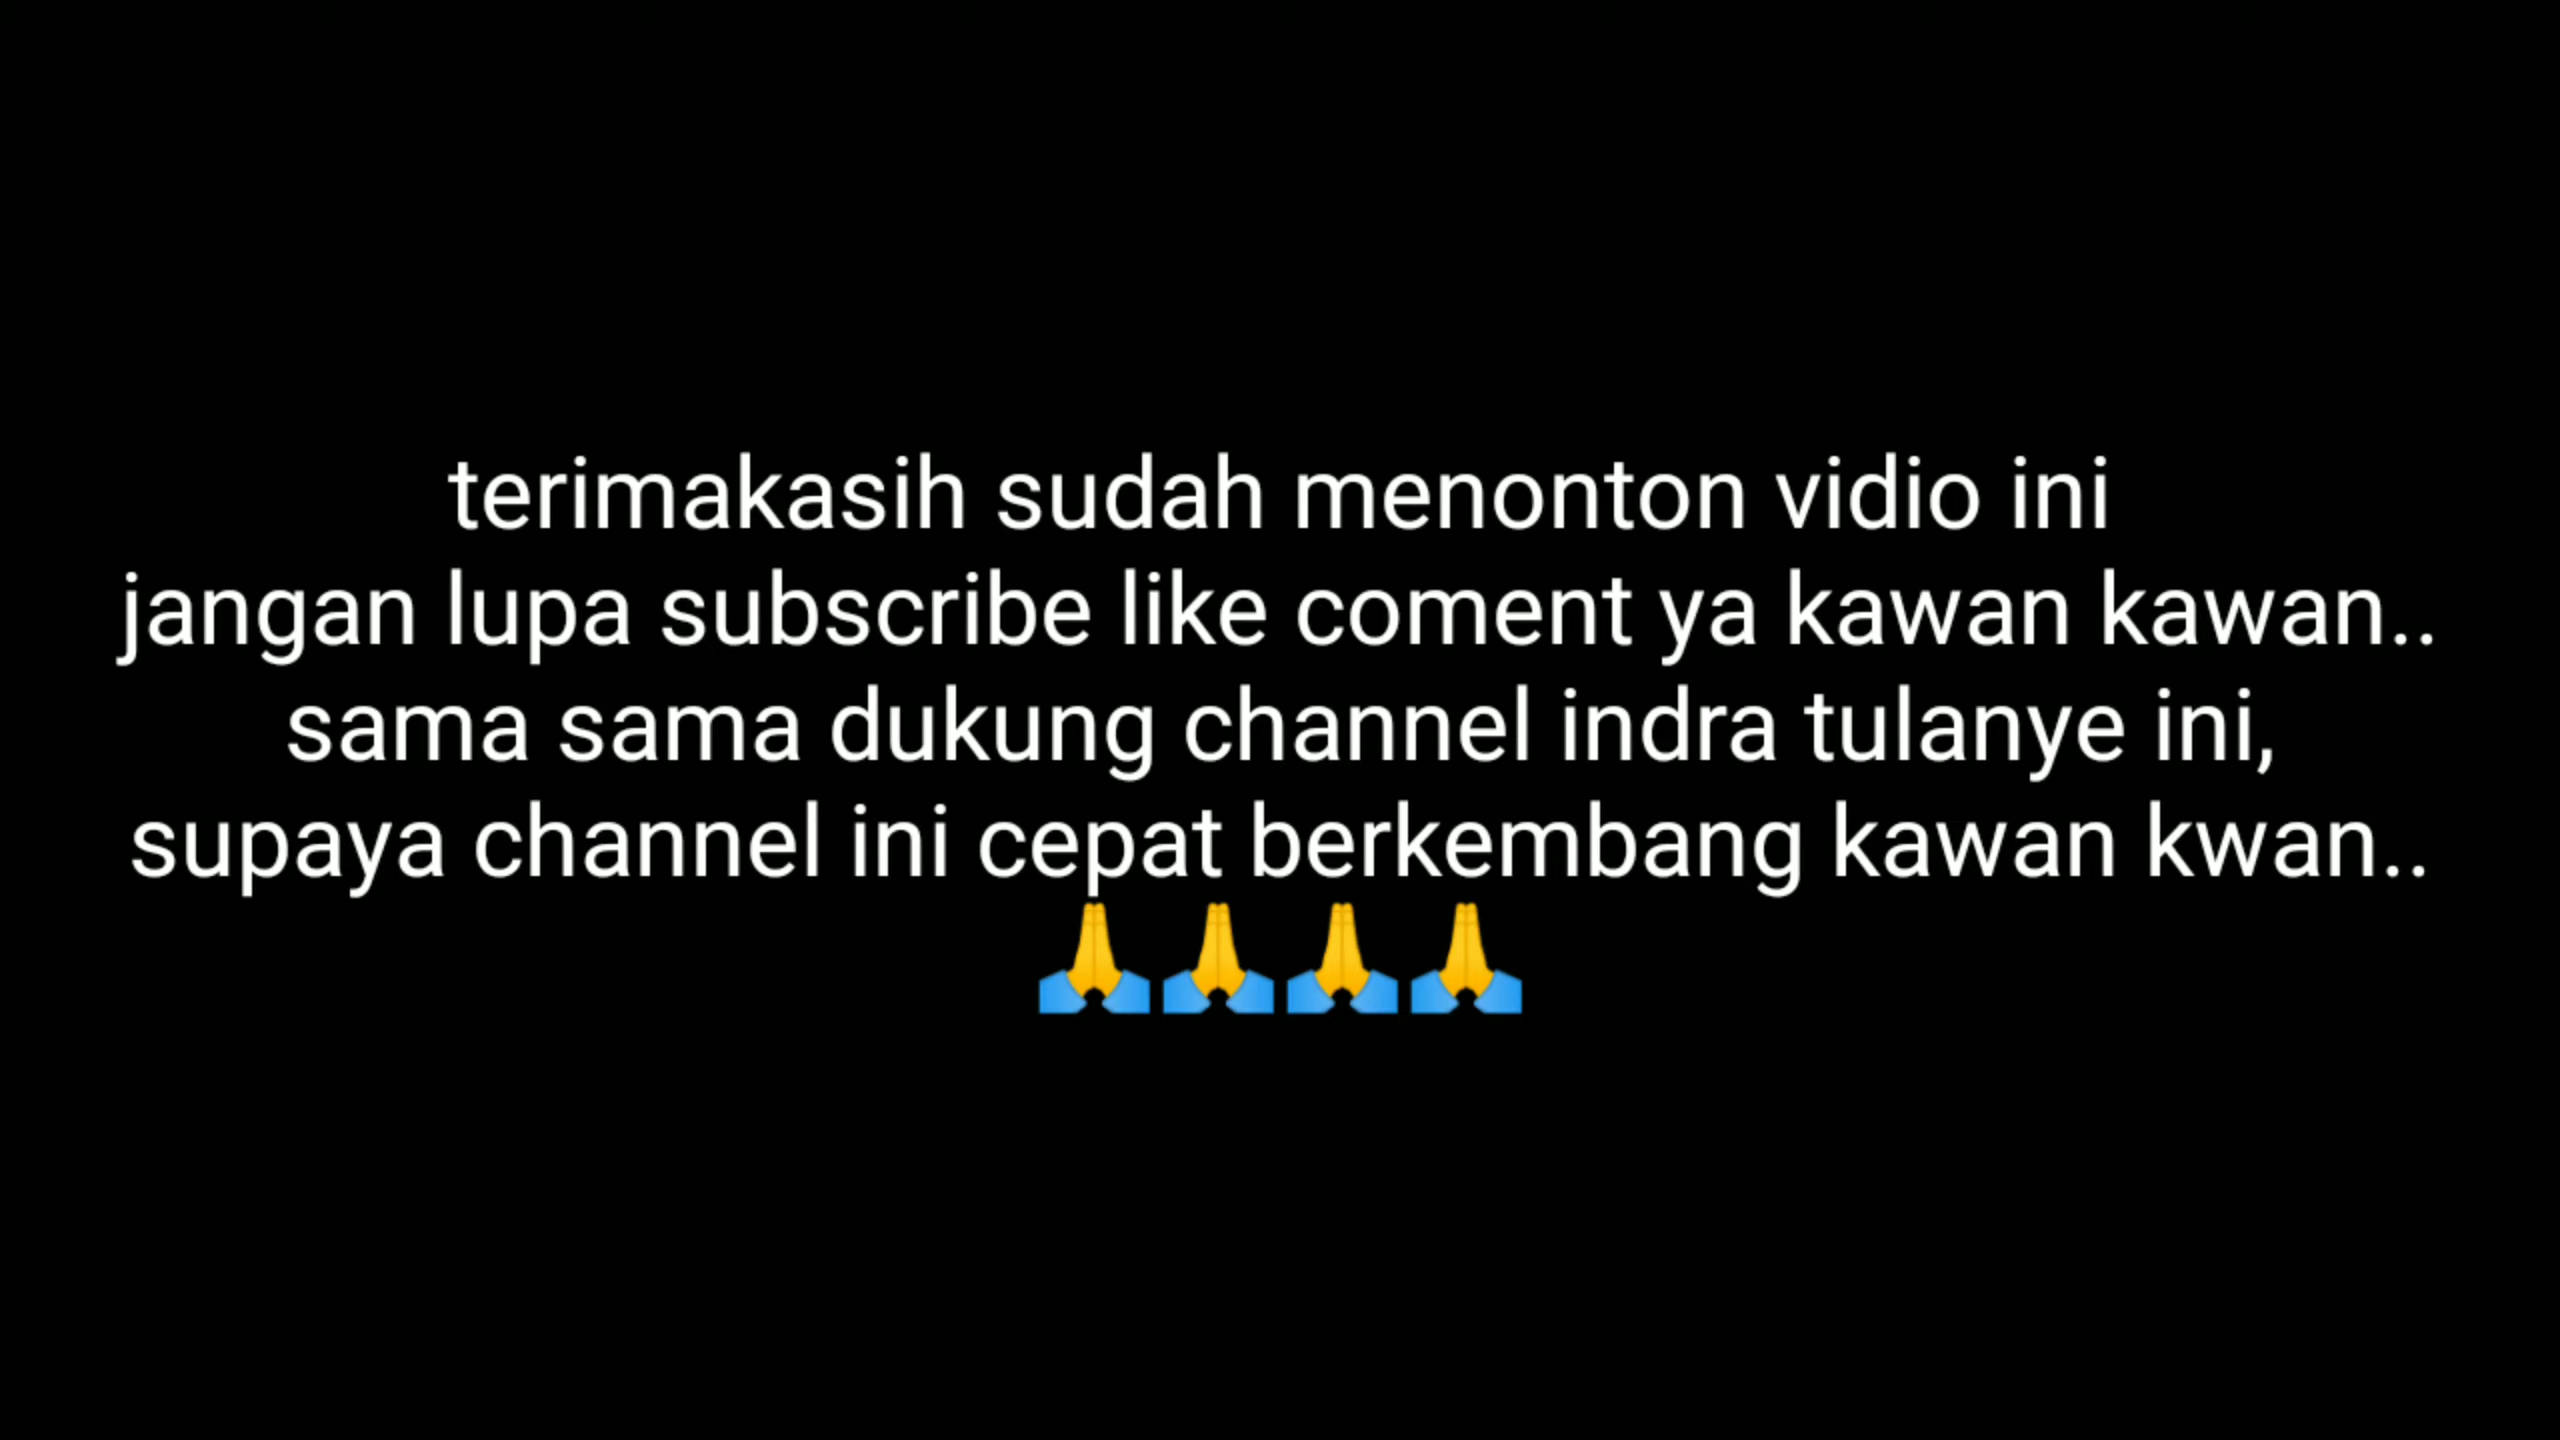 terimakasih sudah menonton vidio ini
jangan lupa subscribe like coment ya kawan kawan..
sama sama dukung channel indra tulanye ini,
supaya channel ini cepat berkembang kawan kwan..
🙏🙏🙏🙏